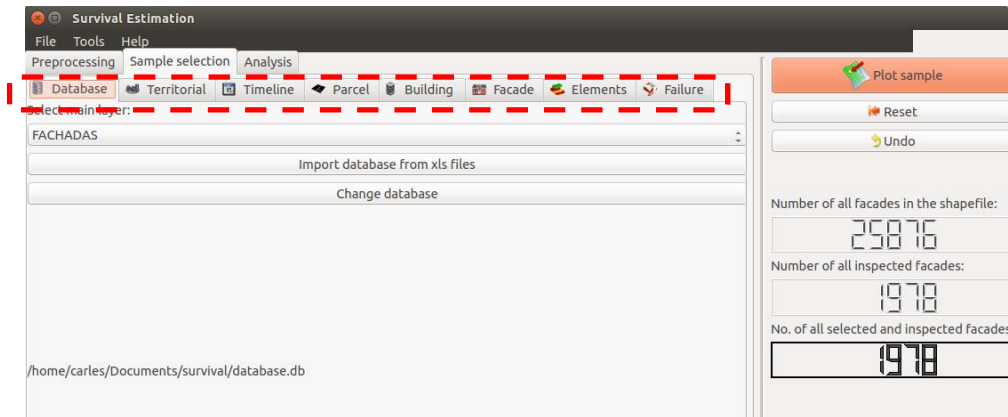 Survival Estimation
File Tools Help
Preprocessing Sample selection Analysis
Database Territorial Timeline Parcel Building Facade Elements Failure
Select main layer:
FACHADAS
Import database from xls files
Change database
/home/carles/Documents/survival/database.db
Plot sample
Reset
Undo
Number of all facades in the shapefile:
25876
Number of all inspected facades:
1978
No. of all selected and inspected facades
1978